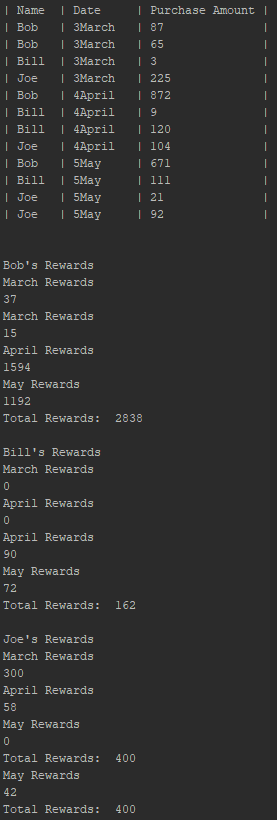 | Name | Date | Purchase Amount |
| Bob | 3March | 87 |
| Bob | 3March | 65 |
| Bill | 3March | 3 |
| Joe | 3March | 225 |
| Bob | 4April | 872 |
| Bill | 4April | 9 |
| Bill | 4April | 120 |
| Joe | 4April | 104 |
| Bob | 5May | 671 |
| Bill | 5May | 111 |
| Joe | 5May | 21 |
| Joe | 5May | 92 |
Bob's Rewards
March Rewards
37
March Rewards
15
April Rewards
1594
May Rewards
1192
Total Rewards: 2838
Bill's Rewards
March Rewards
0
April Rewards
0
April Rewards
90
May Rewards
72
Total Rewards: 162
Joe's Rewards
March Rewards
300
April Rewards
58
May Rewards
0
Total Rewards: 400
May Rewards
42
Total Rewards: 400